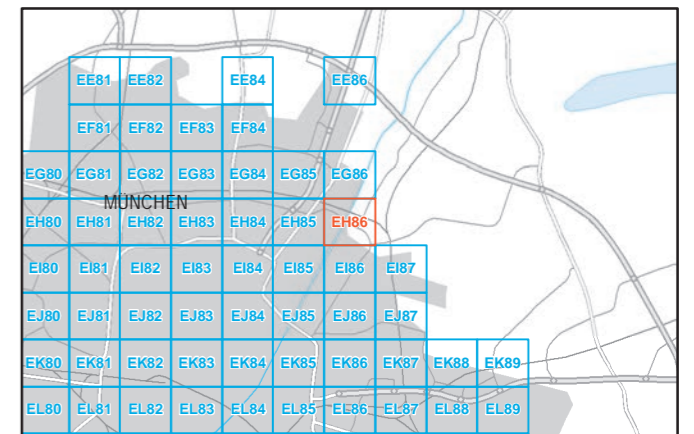 EE81 EE82 EE84 EE86
EF81 EF82 EF83 EF84
EG80 EG81 EG82 EG83 EG84 EG85 EG86
MÜNCHEN
EH80 EH81 EH82 EH83 EH84 EH85 EH86
EI80 EI81 EI82 EI83 EI84 EI85 EI86 EI87
EJ80 EJ81 EJ82 EJ83 EJ84 EJ85 EJ86 EJ87
EK80 EK81 EK82 EK83 EK84 EK85 EK86 EK87 EK88 EK89
EL80 EL81 EL82 EL83 EL84 EL85 EL86 EL87 EL88 EL89